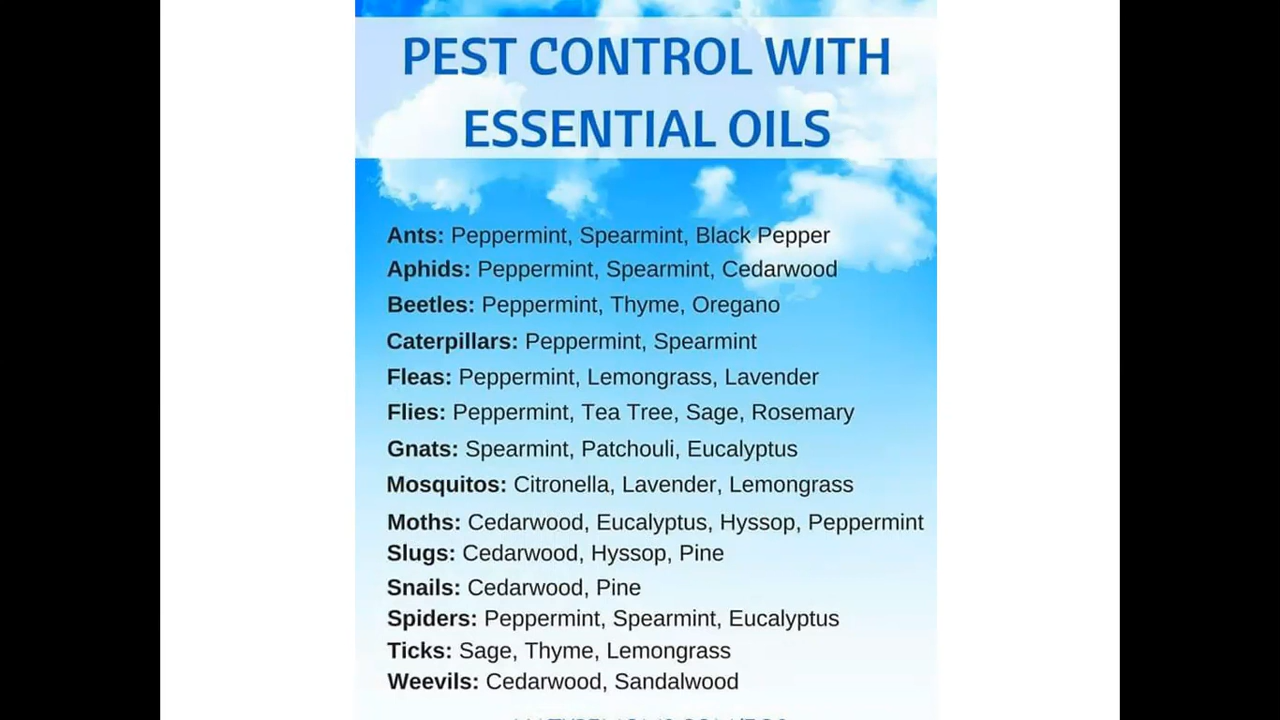 PEST CONTROL WITH
ESSENTIAL OILS
Ants: Peppermint, Spearmint, Black Pepper
Aphids: Peppermint, Spearmint, Cedarwood
Beetles: Peppermint, Thyme, Oregano
Caterpillars: Peppermint, Spearmint
Fleas: Peppermint, Lemongrass, Lavender
Flies: Peppermint, Tea Tree, Sage, Rosemary
Gnats: Spearmint, Patchouli, Eucalyptus
Mosquitos: Citronella, Lavender, Lemongrass
Moths: Cedarwood, Eucalyptus, Hyssop, Peppermint
Slugs: Cedarwood, Hyssop, Pine
Snails: Cedarwood, Pine
Spiders: Peppermint, Spearmint, Eucalyptus
Ticks: Sage, Thyme, Lemongrass
Weevils: Cedarwood, Sandalwood